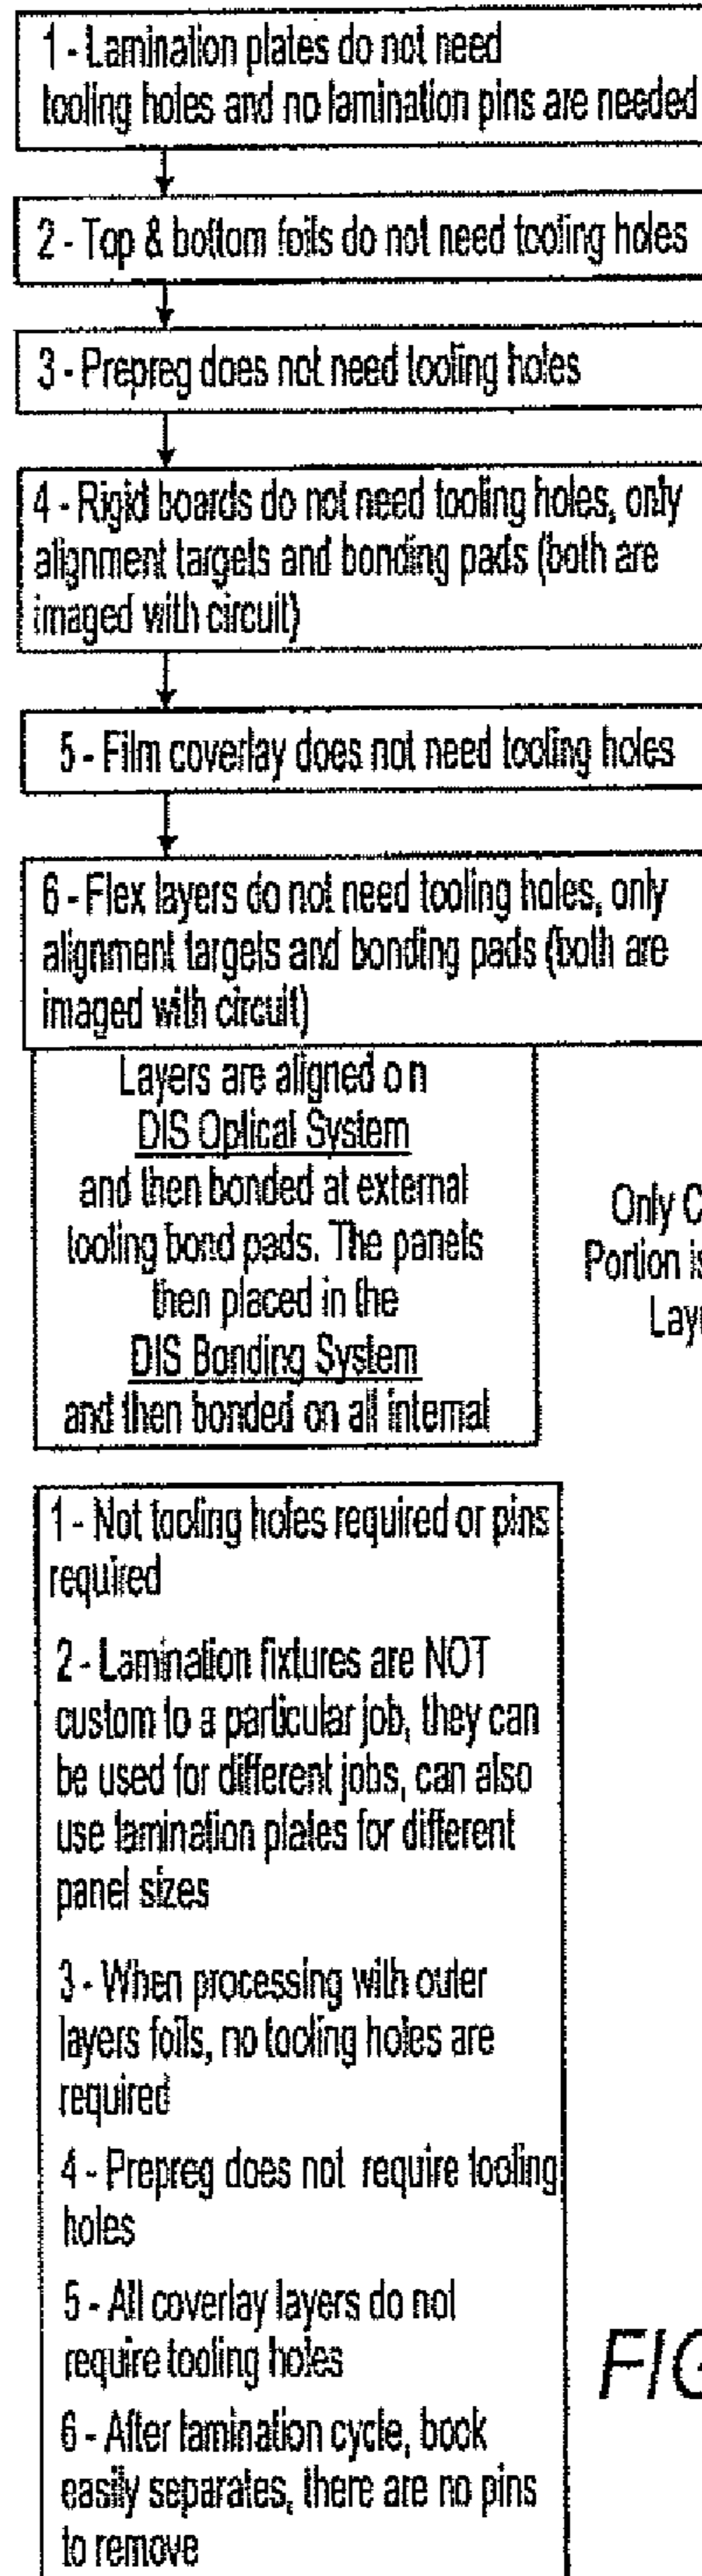 1 - Lamination plates do not need
tooling holes and no lamination pins are needed
2 - Top & bottom foils do not need tooling holes
3 - Prepreg does not need tooling holes
4 - Rigid boards do not need tooling holes, only
alignment targets and bonding pads (both are
imaged with circuit)
5 - Film coverlay does not need tooling holes
6 - Flex layers do not need tooling holes, only
alignment targets and bonding pads (both are
imaged with circuit)
Layers are aligned on
DIS Optical System
and then bonded at external
tooling bond pads. The panels
then placed in the
DIS Bonding System
and then bonded on all internal
Only C
Portion is
Laye
1 - Not tooling holes required or pins
required
2 - Lamination fixtures are NOT
custom to a particular job, they can
be used for different jobs, can also
use lamination plates for different
panel sizes
3 - When processing with outer
layers foils, no tooling holes are
required
4 - Prepreg does not require tooling
holes
5 - All coverlay layers do not
require tooling holes
6 - After lamination cycle, book
easily separates, there are no pins
to remove
FIG